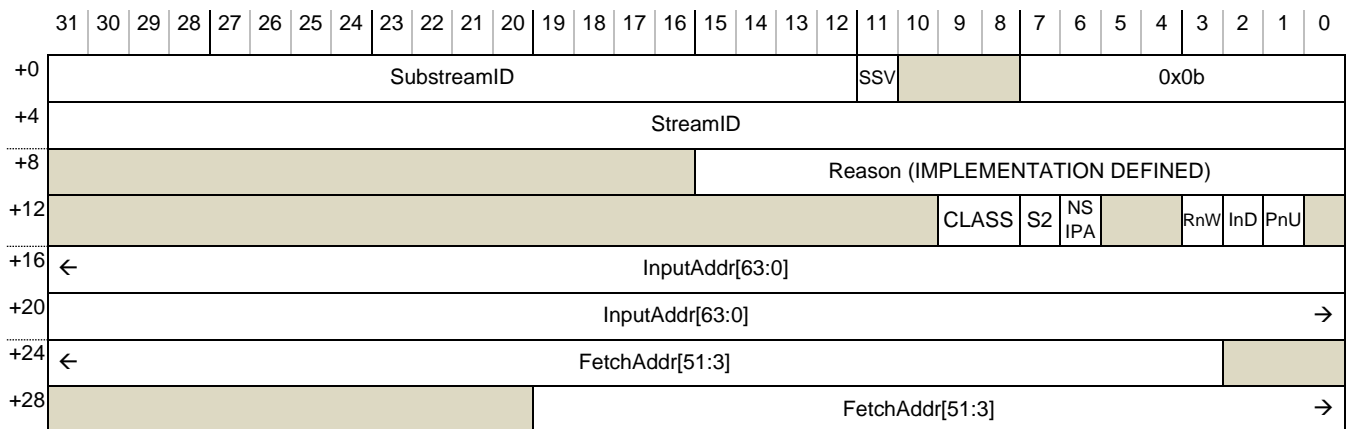 31 30 29 28 27 26 25 24 23 22 21 20 19 18 17 16 15 14 13 12 11 10 9 8 7 6 5 4 3 2 1 0
+0 SubstreamID SSV 0x0b
+4 StreamID
+8 Reason (IMPLEMENTATION DEFINED)
+12 CLASS S2 NS IPA RnW InD PnU
+16 ← InputAddr[63:0]
+20 InputAddr[63:0] →
+24 ← FetchAddr[51:3]
+28 FetchAddr[51:3] →